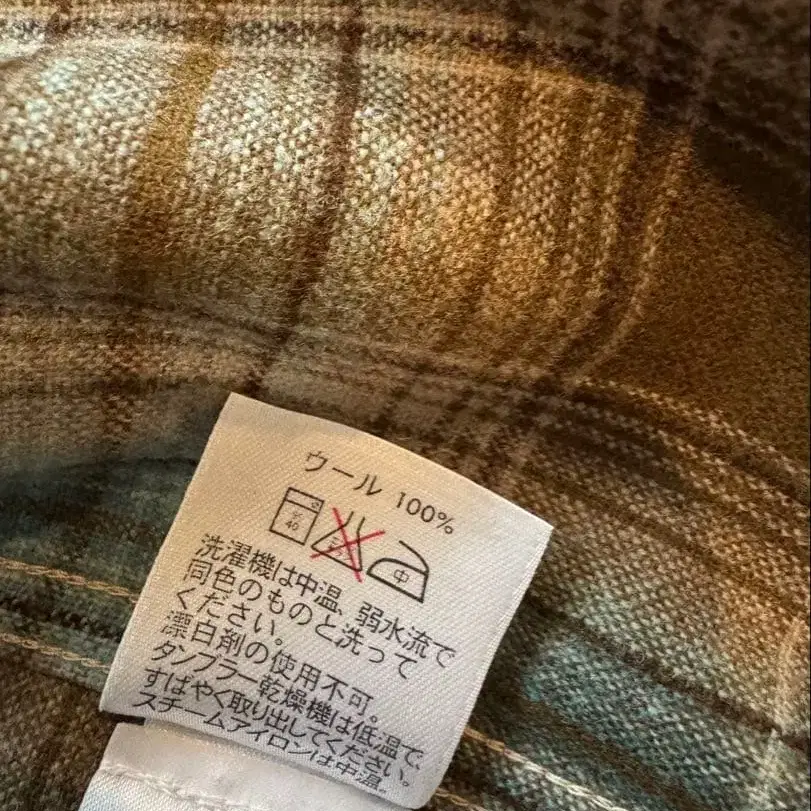 ウール 100%
40
中
洗濯機は中温、弱水流で
同色のものと洗って
ください。
漂白剤の使用不可。
タンブラー乾燥機は低温で、
すばやく取り出してください。
スチームアイロンは中温。